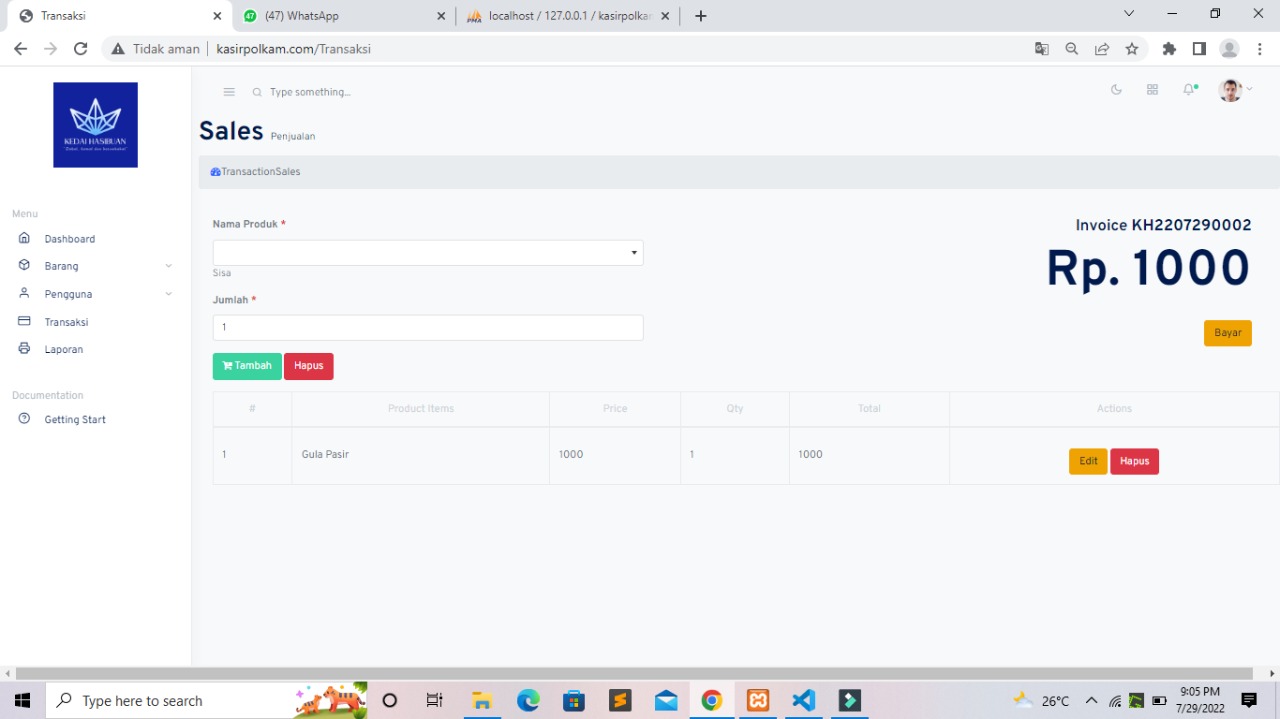 Transaksi
(47) WhatsApp
localhost / 127.0.0.1 / kasirpolkam
Tidak aman
kasirpolkam.com/Transaksi
KEDAI HASIBUAN
Type something...
Sales Penjualan
TransactionSales
Menu
Dashboard
Barang
Pengguna
Transaksi
Laporan
Documentation
Getting Start
Nama Produk *
Sisa
Jumlah *
1
Tambah Hapus
Invoice KH2207290002
Rp. 1000
Bayar
# Product Items Price Qty Total Actions
1 Gula Pasir 1000 1 1000 Edit Hapus
Type here to search
26°C
9:05 PM
7/29/2022